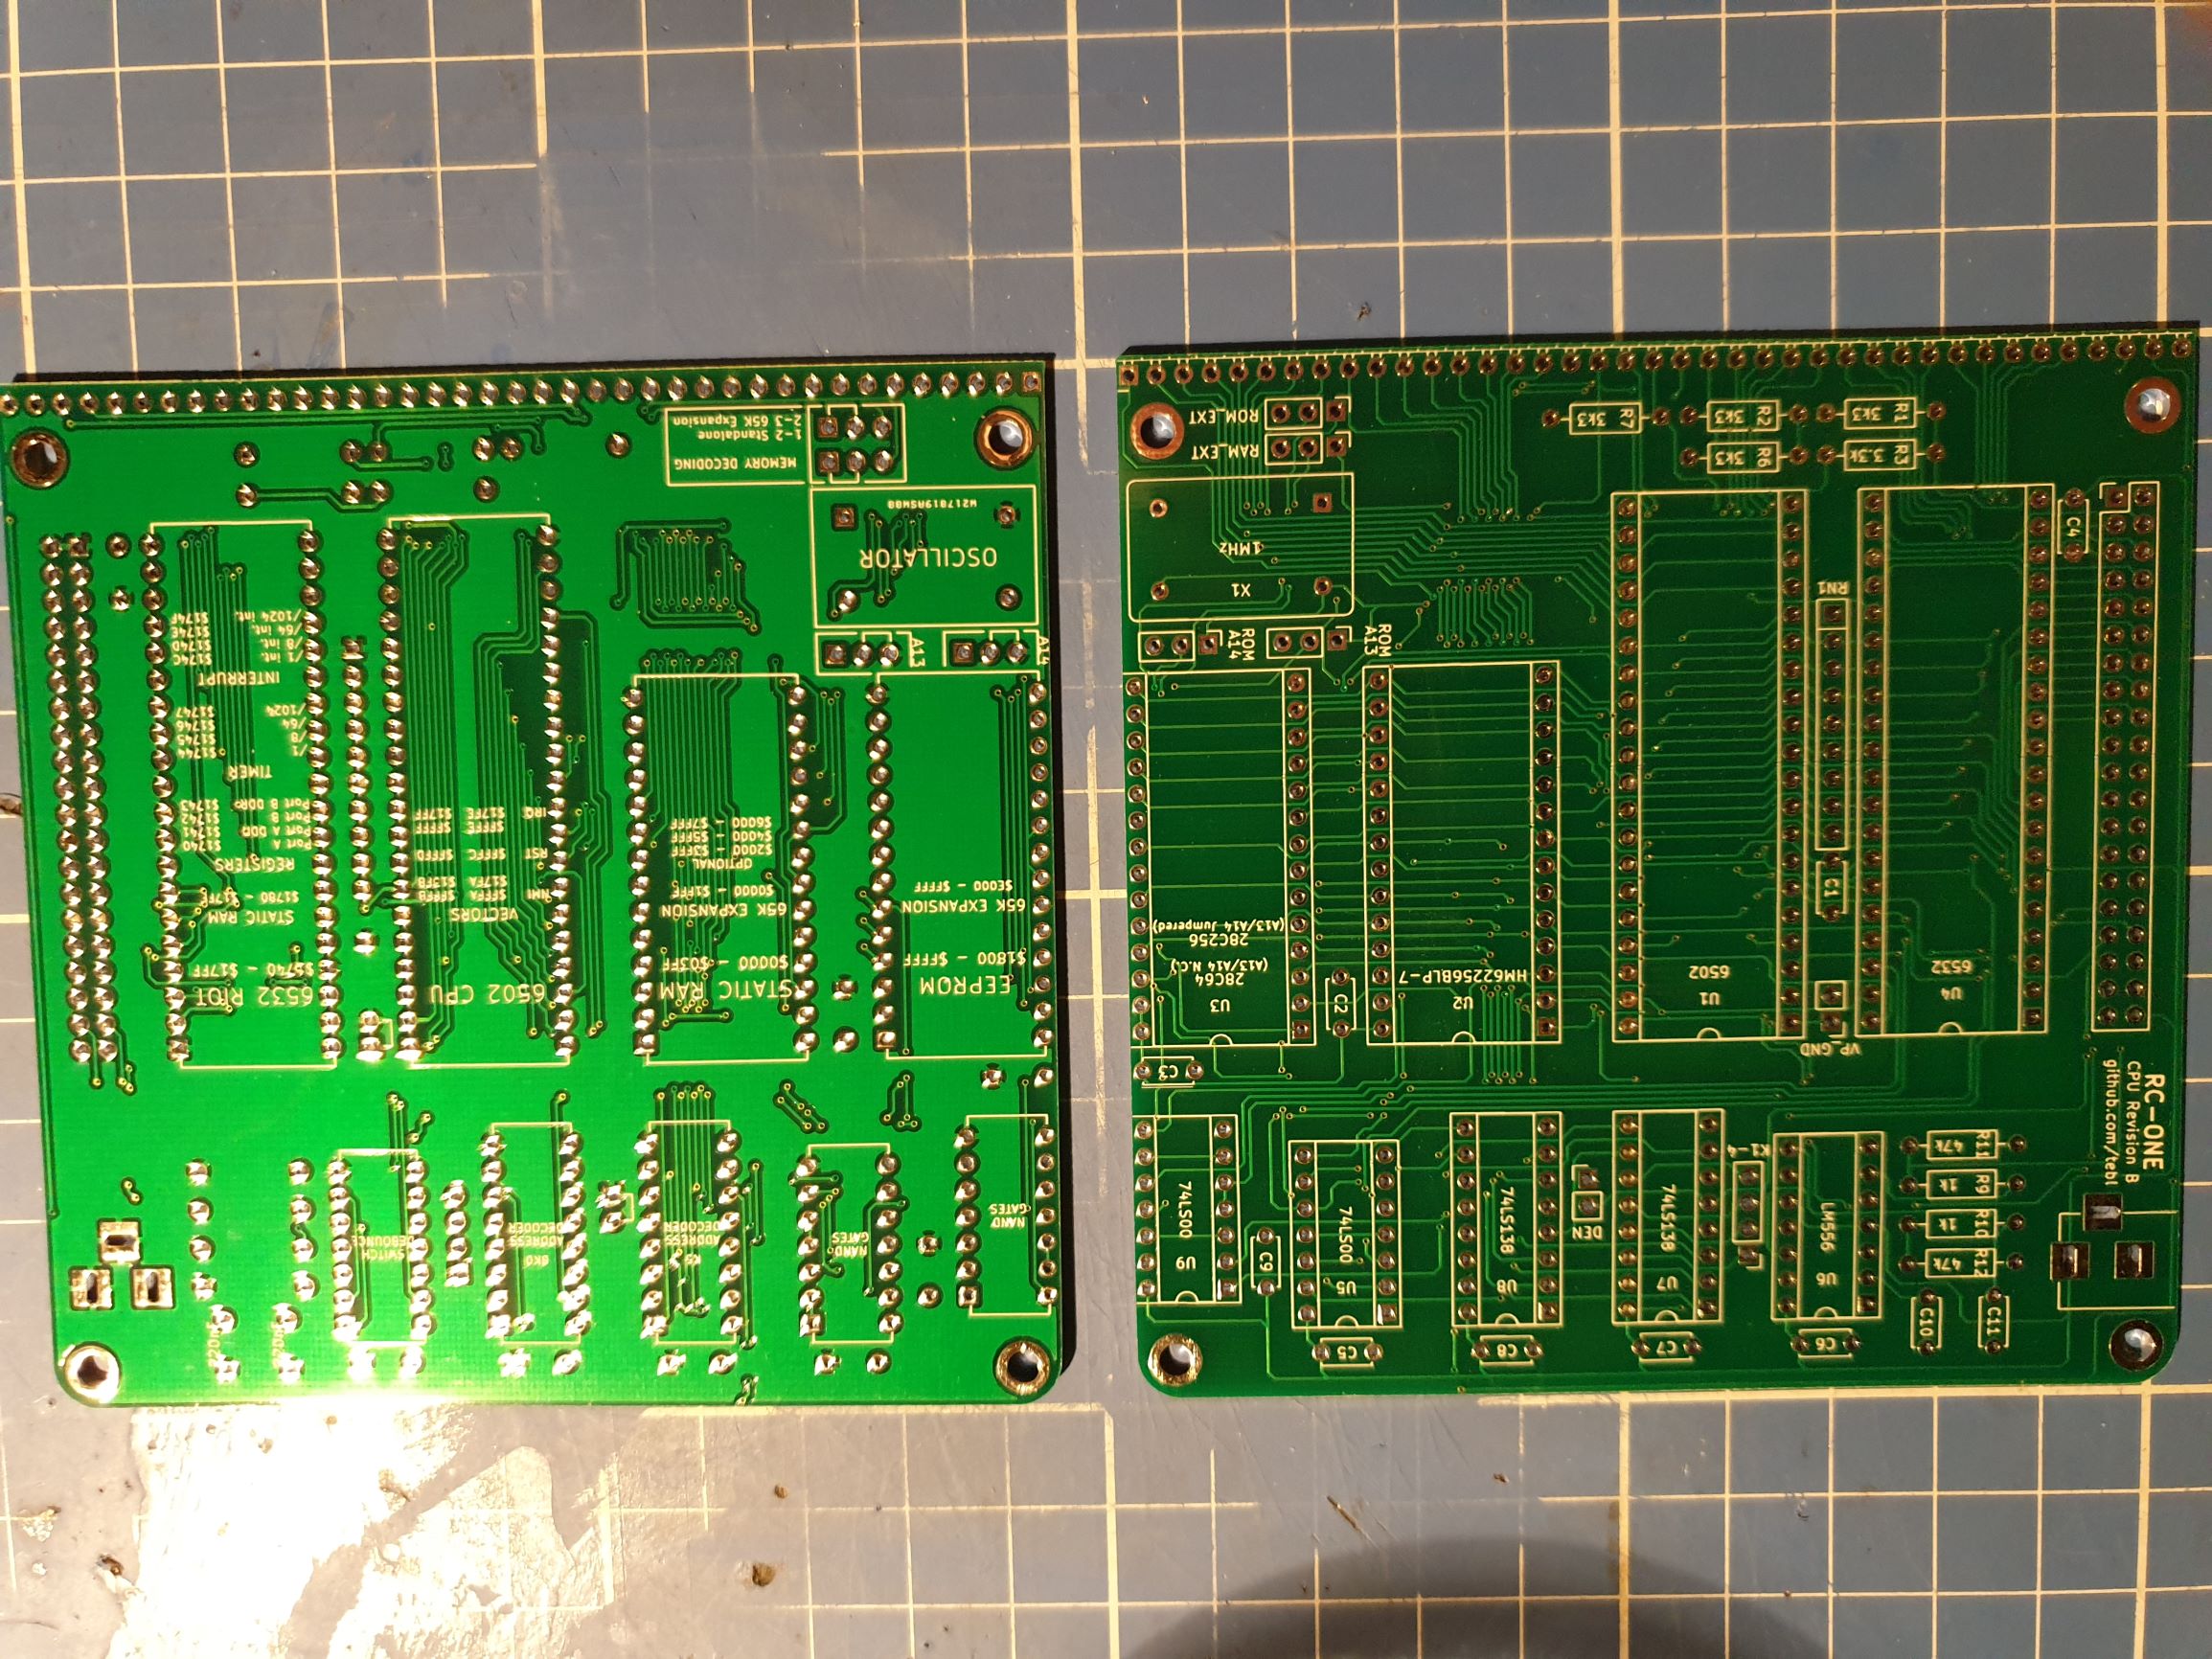 C11
C10
C6
C7
C8
C5
R12 47k
R10 1k
R9 1k
R11 47k
U6
LM556
K1-4
U7
74LS138
DEN
U8
74LS138
U5
74LS00
C9
U9
74LS00
RC-ONE
CPU Revision B
github.com/tebl
C3
VP_GND
U4
6532
U1
6502
U2
HM62256BLP-7
C2
U3
28C64
(A13/A14 N.C.)
28C256
(A13/A14 Jumpered)
C1
RN1
C4
ROM
A13
ROM
A14
X1
1MHz
R3 3.3k
R6 3k3
R1 3k3
R2 3k3
R7 3k3
RAM_EXT
ROM_EXT
NAND
GATES
NAND
GATES
K5
ADDRESS
DECODER
8K0
ADDRESS
DECODER
SWITCH
DEBOUNCE
EEPROM
$1800 - $FFFF
65K EXPANSION
$E000 - $FFFF
STATIC RAM
$0000 - $03FF
65K EXPANSION
$0000 - $1FFF
OPTIONAL
$2000 - $3FFF
$4000 - $5FFF
$6000 - $7FFF
6502 CPU
VECTORS
NMI $FFFA $FFFB
$17FA $13FB
RST $FFFC $FFFD
$FFFE $FFFF
IRQ $17FE $17FF
6532 RIOT
$1740 - $17FF
STATIC RAM
$1780 - $17FF
REGISTERS
Port A $1740
Port A DDR $1741
Port B $1742
Port B DDR $1743
TIMER
/1 $1744
/8 $1745
/64 $1746
/1024 $1747
INTERRUPT
/1 int. $174C
/8 int. $174D
/64 int. $174E
/1024 int. $174F
A14
A13
OSCILLATOR
W217819ASW88
MEMORY DECODING
1-2 Standalone
2-3 65K Expansion